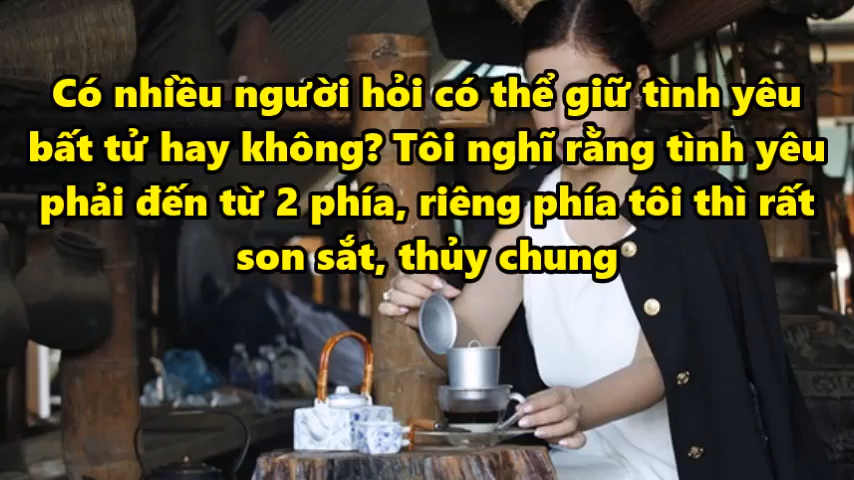 Có nhiều người hỏi có thể giữ tình yêu
bất tử hay không? Tôi nghĩ rằng tình yêu
phải đến từ 2 phía, riêng phía tôi thì rất
son sắt, thủy chung